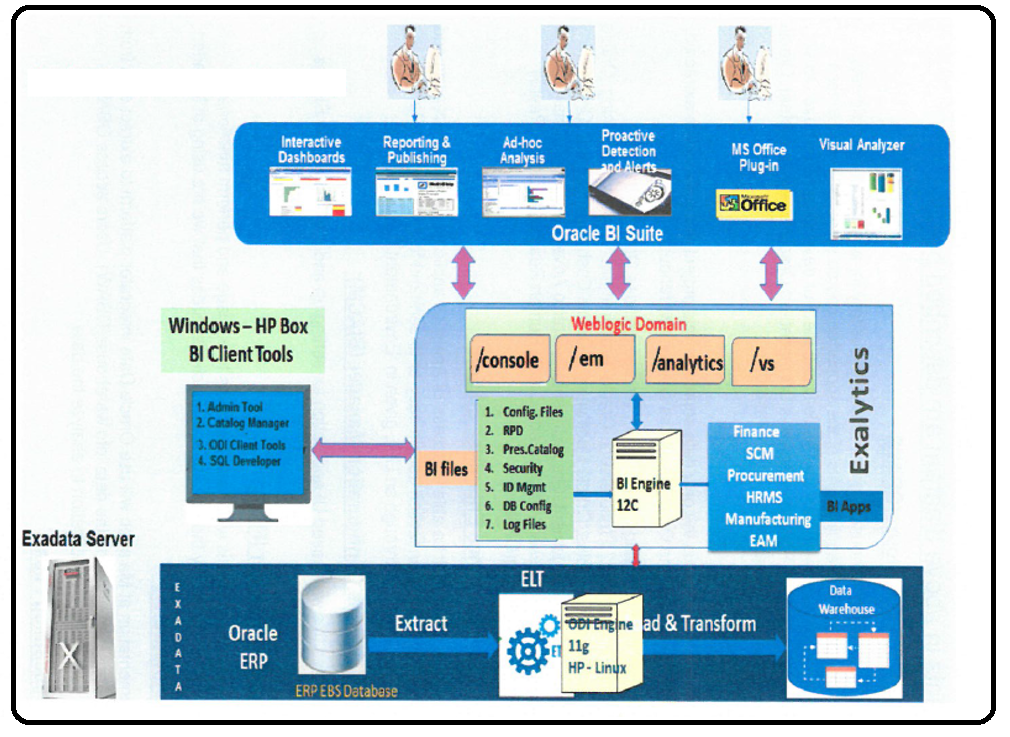 Interactive
Dashboards
Reporting &
Publishing
Ad-hoc
Analysis
Proactive
Detection
and Alerts
MS Office
Plug-in
Visual Analyzer
Microsoft
Office
Oracle BI Suite
Windows – HP Box
BI Client Tools
1. Admin Tool
2. Catalog Manager
3. ODI Client Tools
4. SQL Developer
Weblogic Domain
/console
/em
/analytics
/vs
Exalytics
BI files
1. Config. Files
2. RPD
3. Pres.Catalog
4. Security
5. ID Mgmt
6. DB Config
7. Log Files
BI Engine
12C
Finance
SCM
Procurement
HRMS
Manufacturing
EAM
BI Apps
Exadata Server
X
EXADATA
Oracle
ERP
ERP EBS Database
Extract
ELT
ET
ODI Engine
11g
HP - Linux
ad & Transform
Data
Warehouse